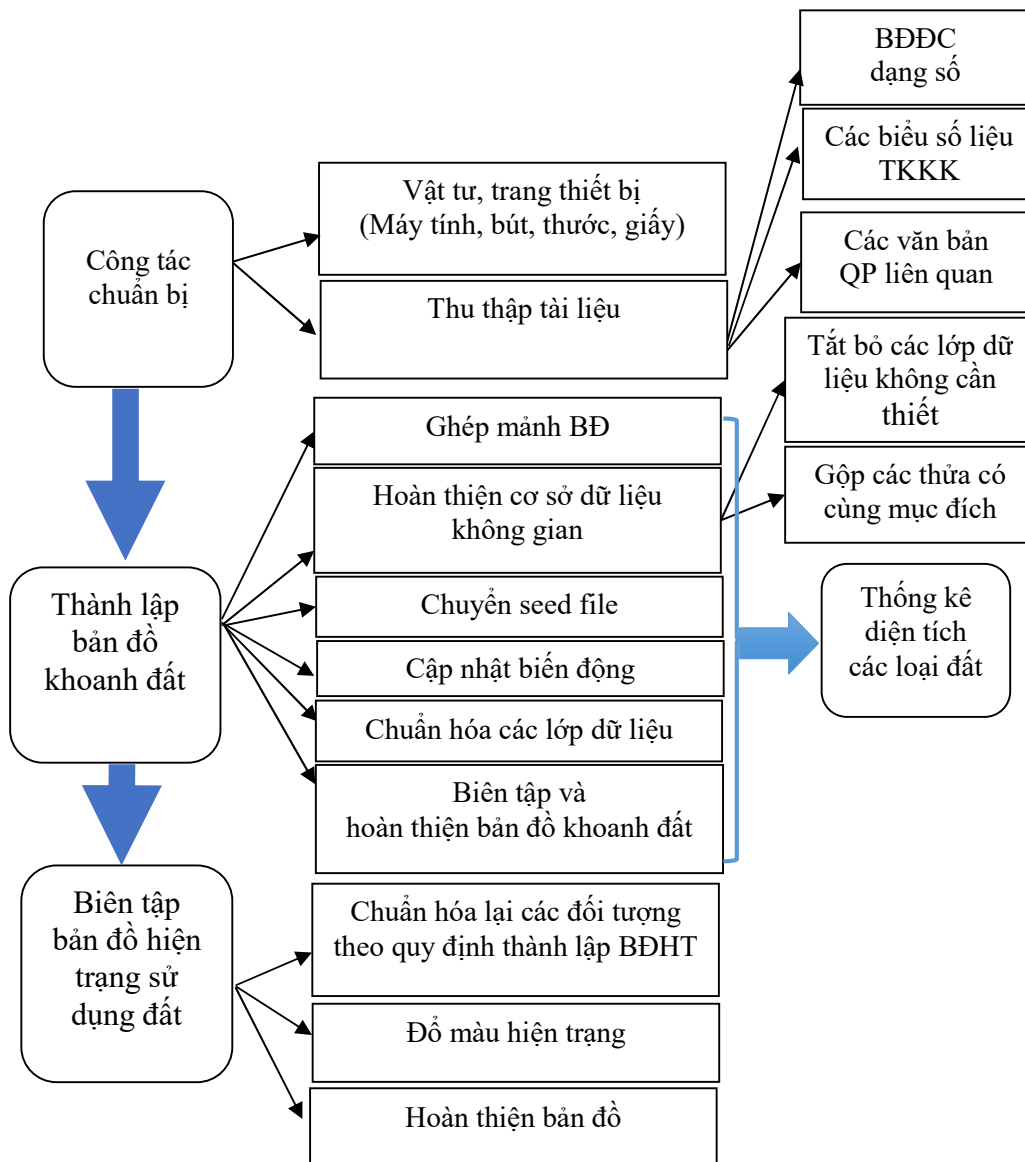 BĐĐC
dạng số
Các biểu số liệu
TKKK
Các văn bản
QP liên quan
Vật tư, trang thiết bị
(Máy tính, bút, thước, giấy)
Thu thập tài liệu
Công tác
chuẩn bị
Tắt bỏ các lớp dữ
liệu không cần
thiết
Gộp các thửa có
cùng mục đích
Ghép mảnh BĐ
Hoàn thiện cơ sở dữ liệu
không gian
Chuyển seed file
Cập nhật biến động
Chuẩn hóa các lớp dữ liệu
Biên tập và
hoàn thiện bản đồ khoanh đất
Thành lập
bản đồ
khoanh đất
Thống kê
diện tích
các loại đất
Biên tập
bản đồ hiện
trạng sử
dụng đất
Chuẩn hóa lại các đối tượng
theo quy định thành lập BĐHT
Đổ màu hiện trạng
Hoàn thiện bản đồ